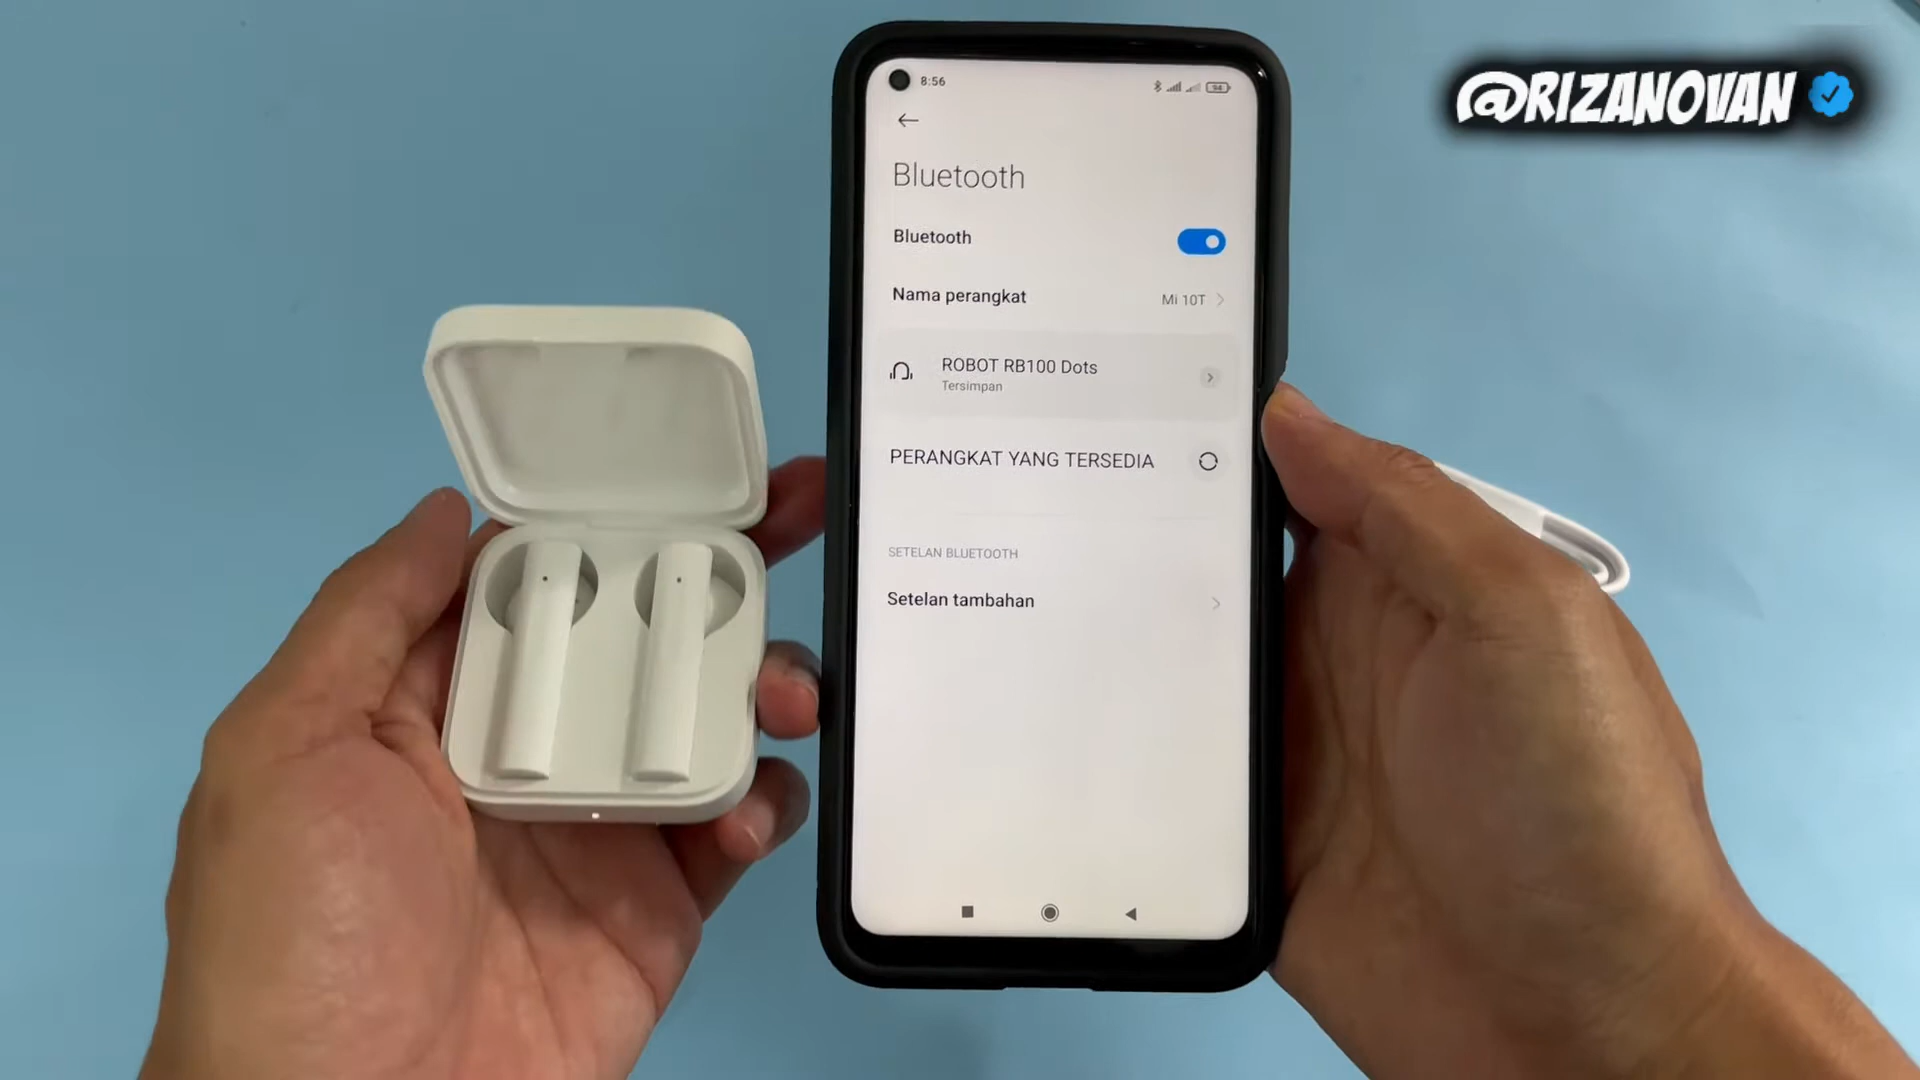 @RIZANOVAN
8:56
94
Bluetooth
Bluetooth
Nama perangkat
Mi 10T
ROBOT RB100 Dots
Tersimpan
PERANGKAT YANG TERSEDIA
SETELAN BLUETOOTH
Setelan tambahan